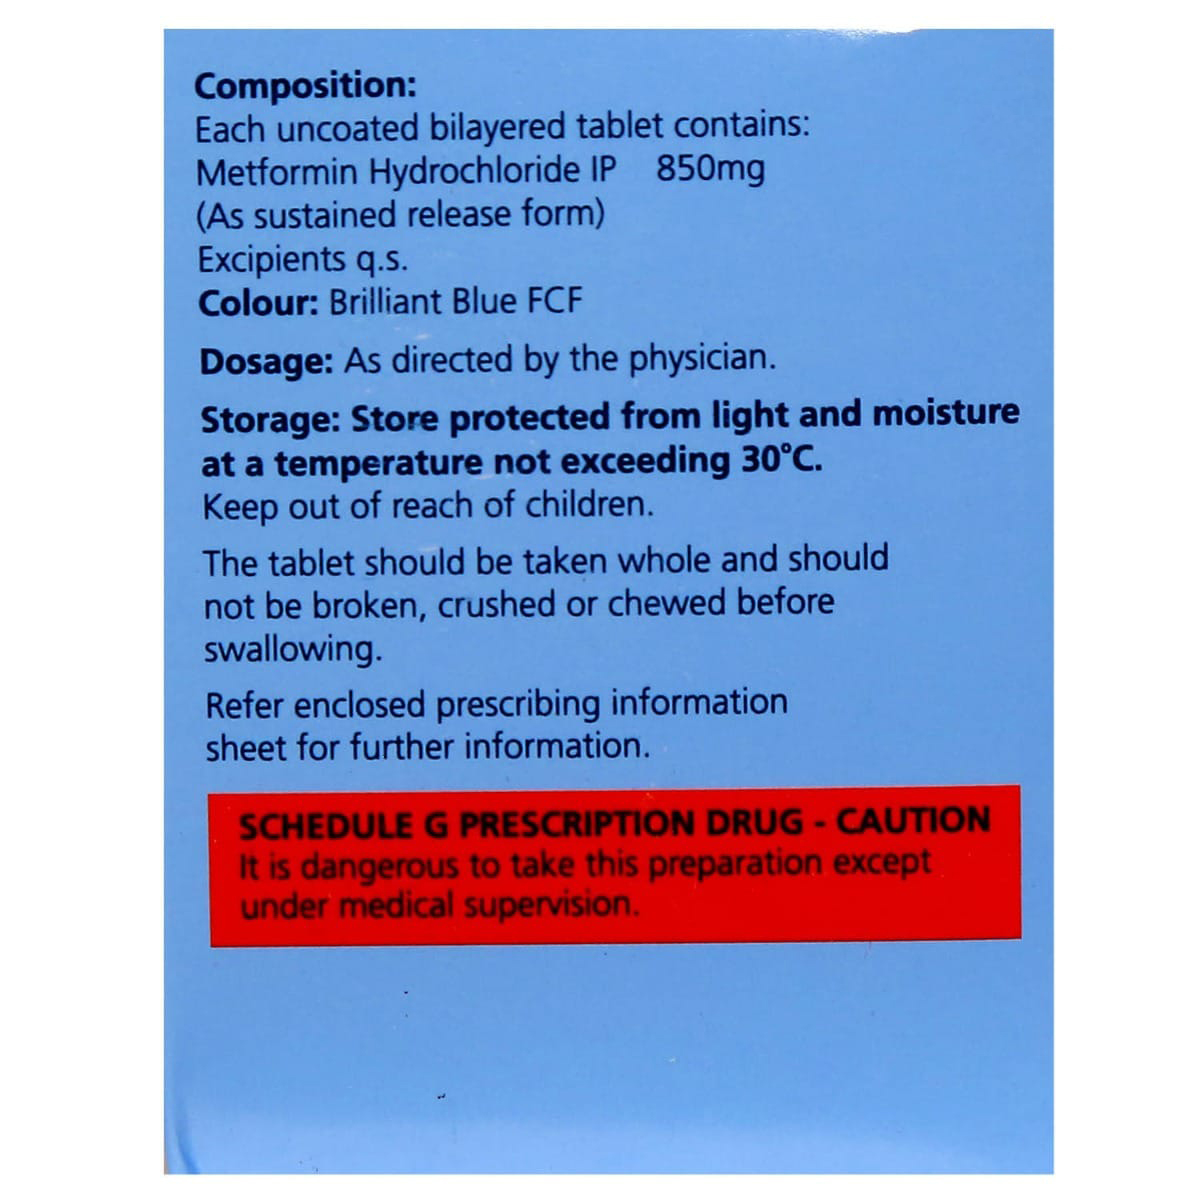 Composition:
Each uncoated bilayered tablet contains:
Metformin Hydrochloride IP 850mg
(As sustained release form)
Excipients q.s.
Colour: Brilliant Blue FCF
Dosage: As directed by the physician.
Storage: Store protected from light and moisture
at a temperature not exceeding 30°C.
Keep out of reach of children.
The tablet should be taken whole and should
not be broken, crushed or chewed before
swallowing.
Refer enclosed prescribing information
sheet for further information.
SCHEDULE G PRESCRIPTION DRUG - CAUTION
It is dangerous to take this preparation except
under medical supervision.